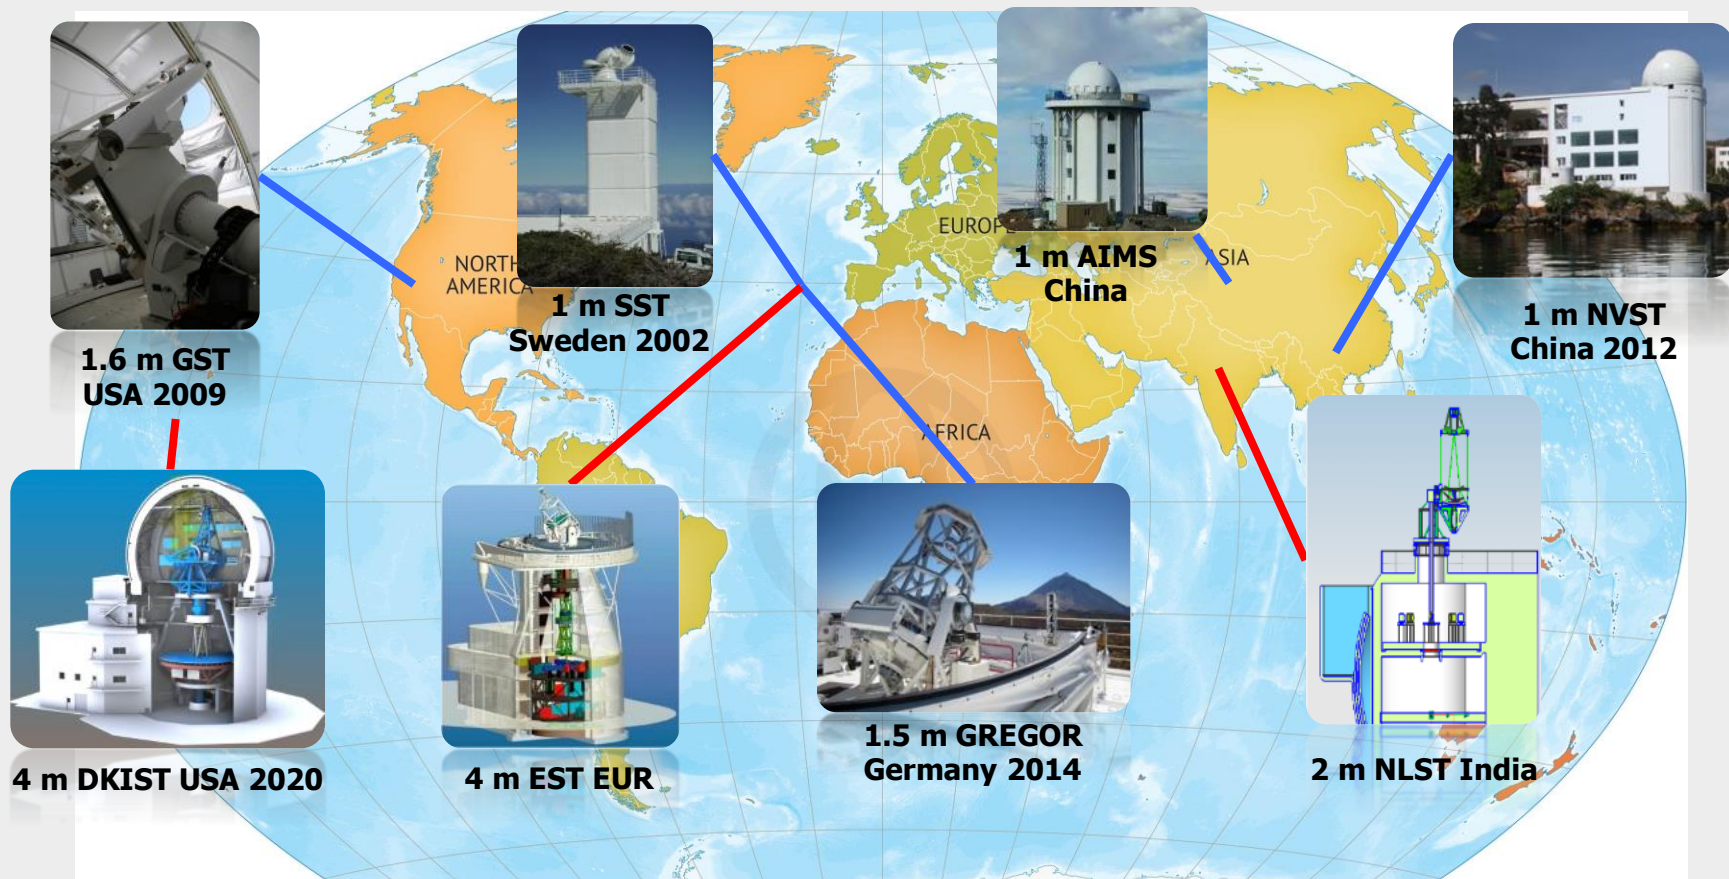 NORTH
AMERICA
EUROPE
ASIA
AFRICA
1.6 m GST
USA 2009
1 m SST
Sweden 2002
1 m AIMS
China
1 m NVST
China 2012
4 m DKIST USA 2020
4 m EST EUR
1.5 m GREGOR
Germany 2014
2 m NLST India